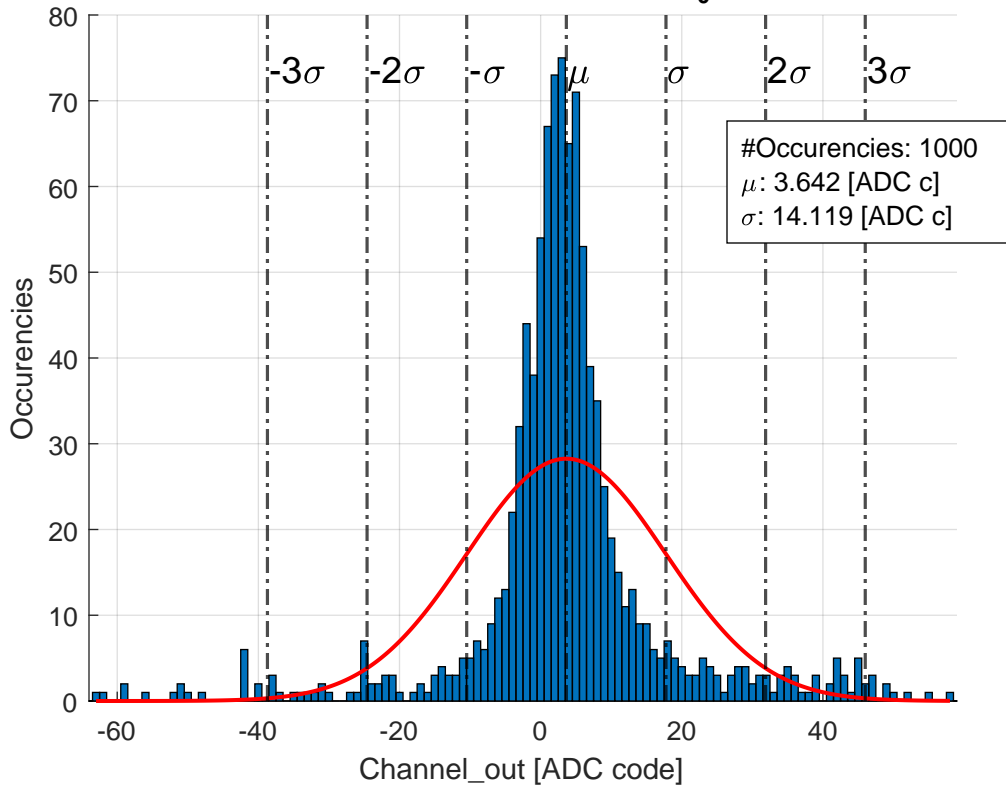 80
70
60
50
40
30
20
10
0
-60
-40
-20
0
20
40
-3σ
-2σ
-σ
μ
σ
2σ
3σ
#Occurencies: 1000
μ: 3.642 [ADC c]
σ: 14.119 [ADC c]
Occurencies
Channel_out [ADC code]